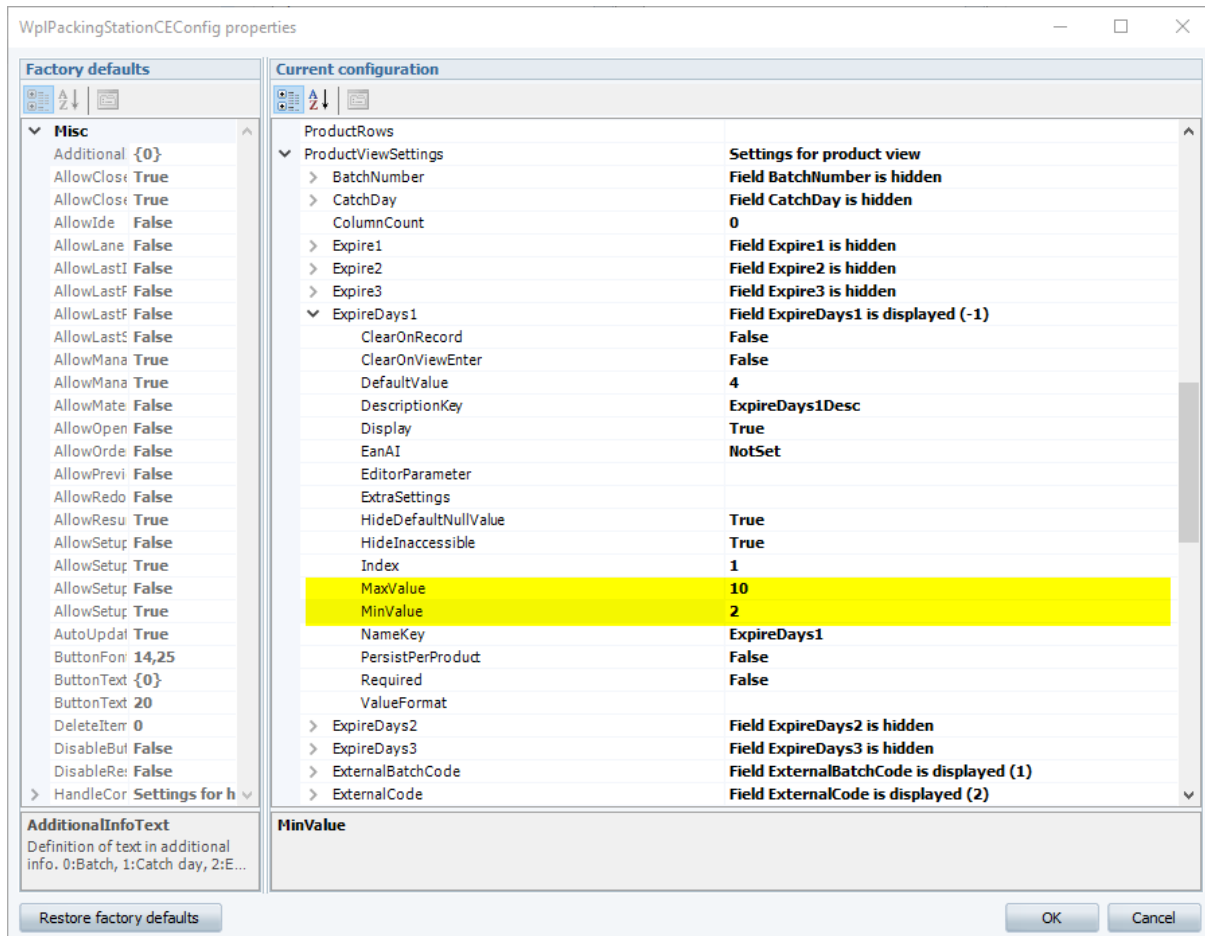 WplPackingStationCEConfig properties
Factory defaults
Misc
Additional {0}
AllowClose True
AllowClose True
AllowIde False
AllowLane False
AllowLastI False
AllowLastF False
AllowLastF False
AllowLastS False
AllowMana True
AllowMana True
AllowMate False
AllowOpen False
AllowOrde False
AllowPrevi False
AllowRedo False
AllowResu True
AllowSetup False
AllowSetup True
AllowSetup False
AllowSetup True
AutoUpdat True
ButtonFon 14,25
ButtonText {0}
ButtonText 20
DeleteItem 0
DisableBut False
DisableRes False
HandleCor Settings for h
AdditionalInfoText
Definition of text in additional
info. 0:Batch, 1:Catch day, 2:E...
Current configuration
ProductRows
ProductViewSettings Settings for product view
BatchNumber Field BatchNumber is hidden
CatchDay Field CatchDay is hidden
ColumnCount 0
Expire1 Field Expire1 is hidden
Expire2 Field Expire2 is hidden
Expire3 Field Expire3 is hidden
ExpireDays1 Field ExpireDays1 is displayed (-1)
ClearOnRecord False
ClearOnViewEnter False
DefaultValue 4
DescriptionKey ExpireDays1Desc
Display True
EanAI NotSet
EditorParameter
ExtraSettings
HideDefaultNullValue True
HideInaccessible True
Index 1
MaxValue 10
MinValue 2
NameKey ExpireDays1
PersistPerProduct False
Required False
ValueFormat
ExpireDays2 Field ExpireDays2 is hidden
ExpireDays3 Field ExpireDays3 is hidden
ExternalBatchCode Field ExternalBatchCode is displayed (1)
ExternalCode Field ExternalCode is displayed (2)
MinValue
Restore factory defaults
OK
Cancel